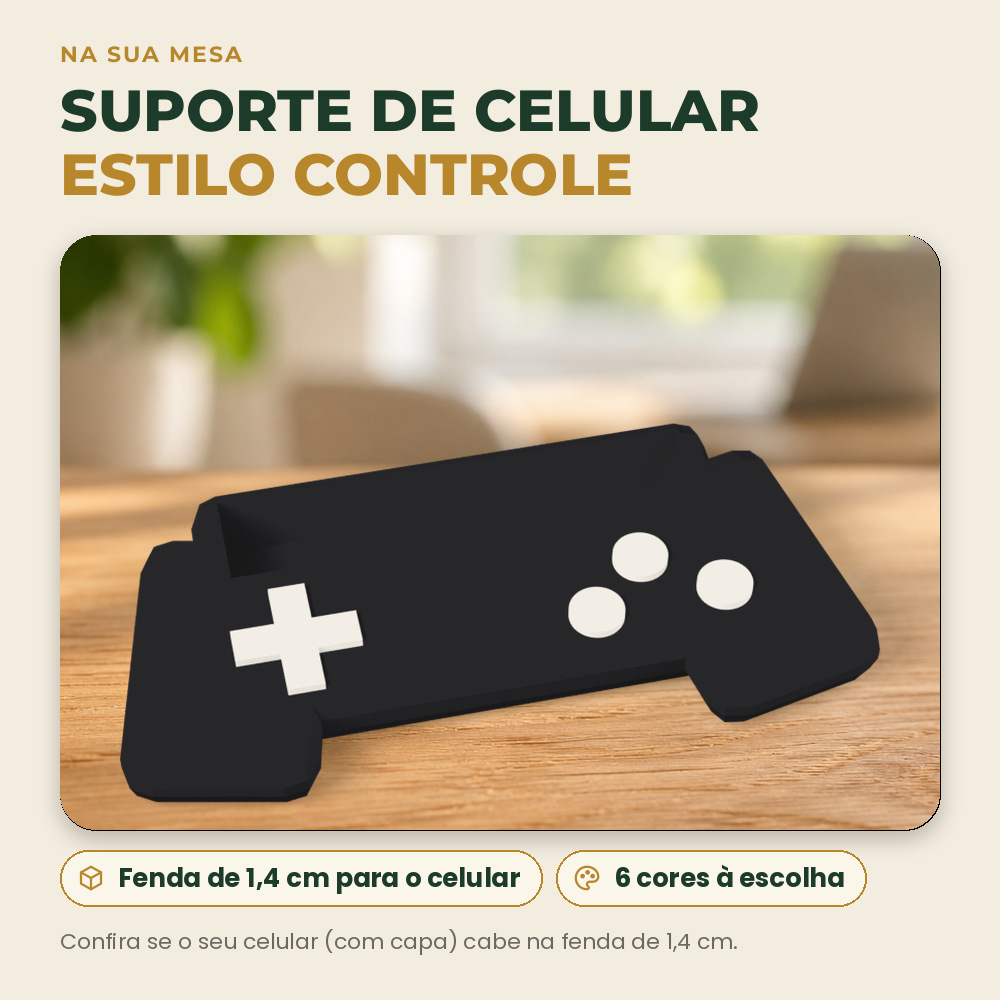 NA SUA MESA
SUPORTE DE CELULAR
ESTILO CONTROLE
Fenda de 1,4 cm para o celular
6 cores à escolha
Confira se o seu celular (com capa) cabe na fenda de 1,4 cm.